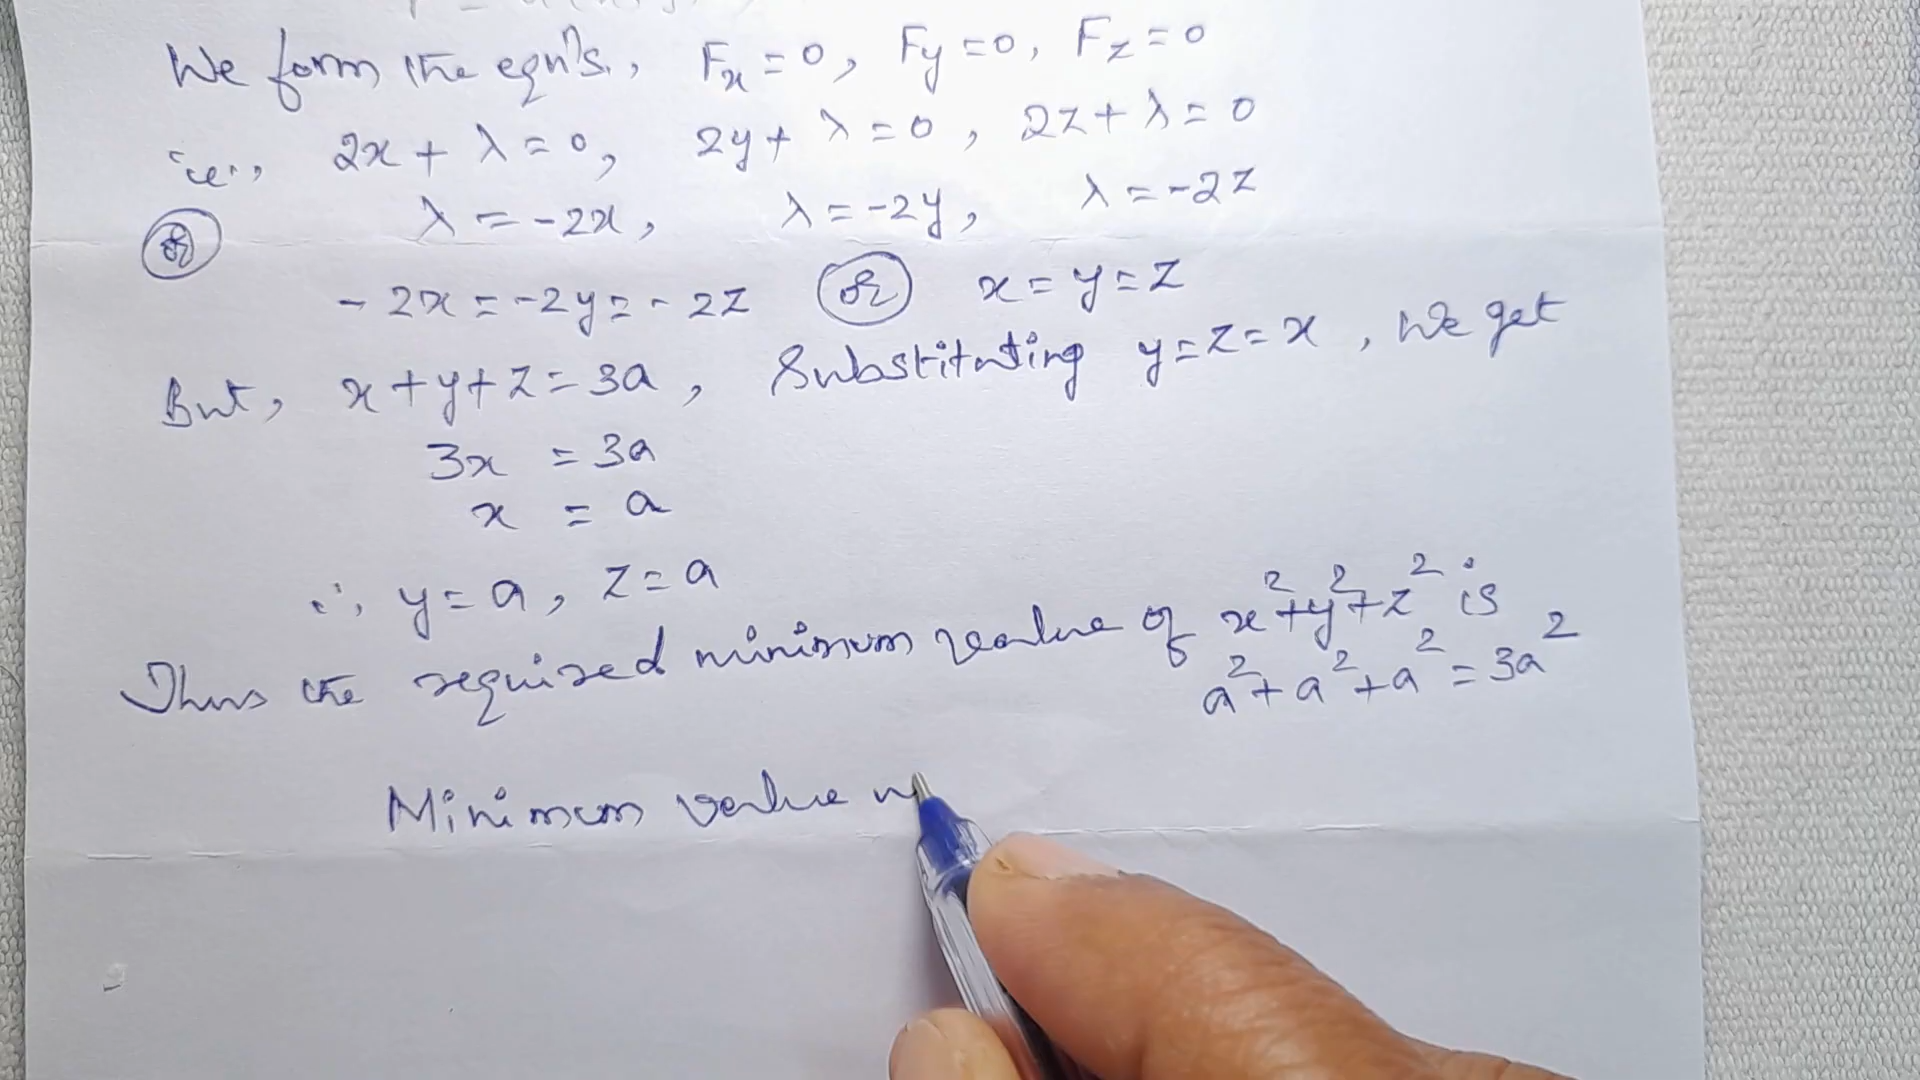 We form the eqn's., Fx = 0, Fy = 0, Fz = 0
ie., 2x + λ = 0, 2y + λ = 0, 2z + λ = 0
or λ = -2x, λ = -2y, λ = -2z
- 2x = -2y = - 2z or x = y = z
But, x + y + z = 3a, Substituting y = z = x, We get
3x = 3a
x = a
∴ y = a, z = a
Thus the required minimum value of x² + y² + z² is
a² + a² + a² = 3a²
Minimum value